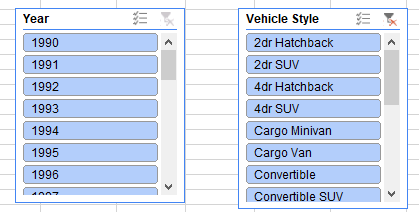 Year
1990
1991
1992
1993
1994
1995
1996
1997
Vehicle Style
2dr Hatchback
2dr SUV
4dr Hatchback
4dr SUV
Cargo Minivan
Cargo Van
Convertible
Convertible SUV